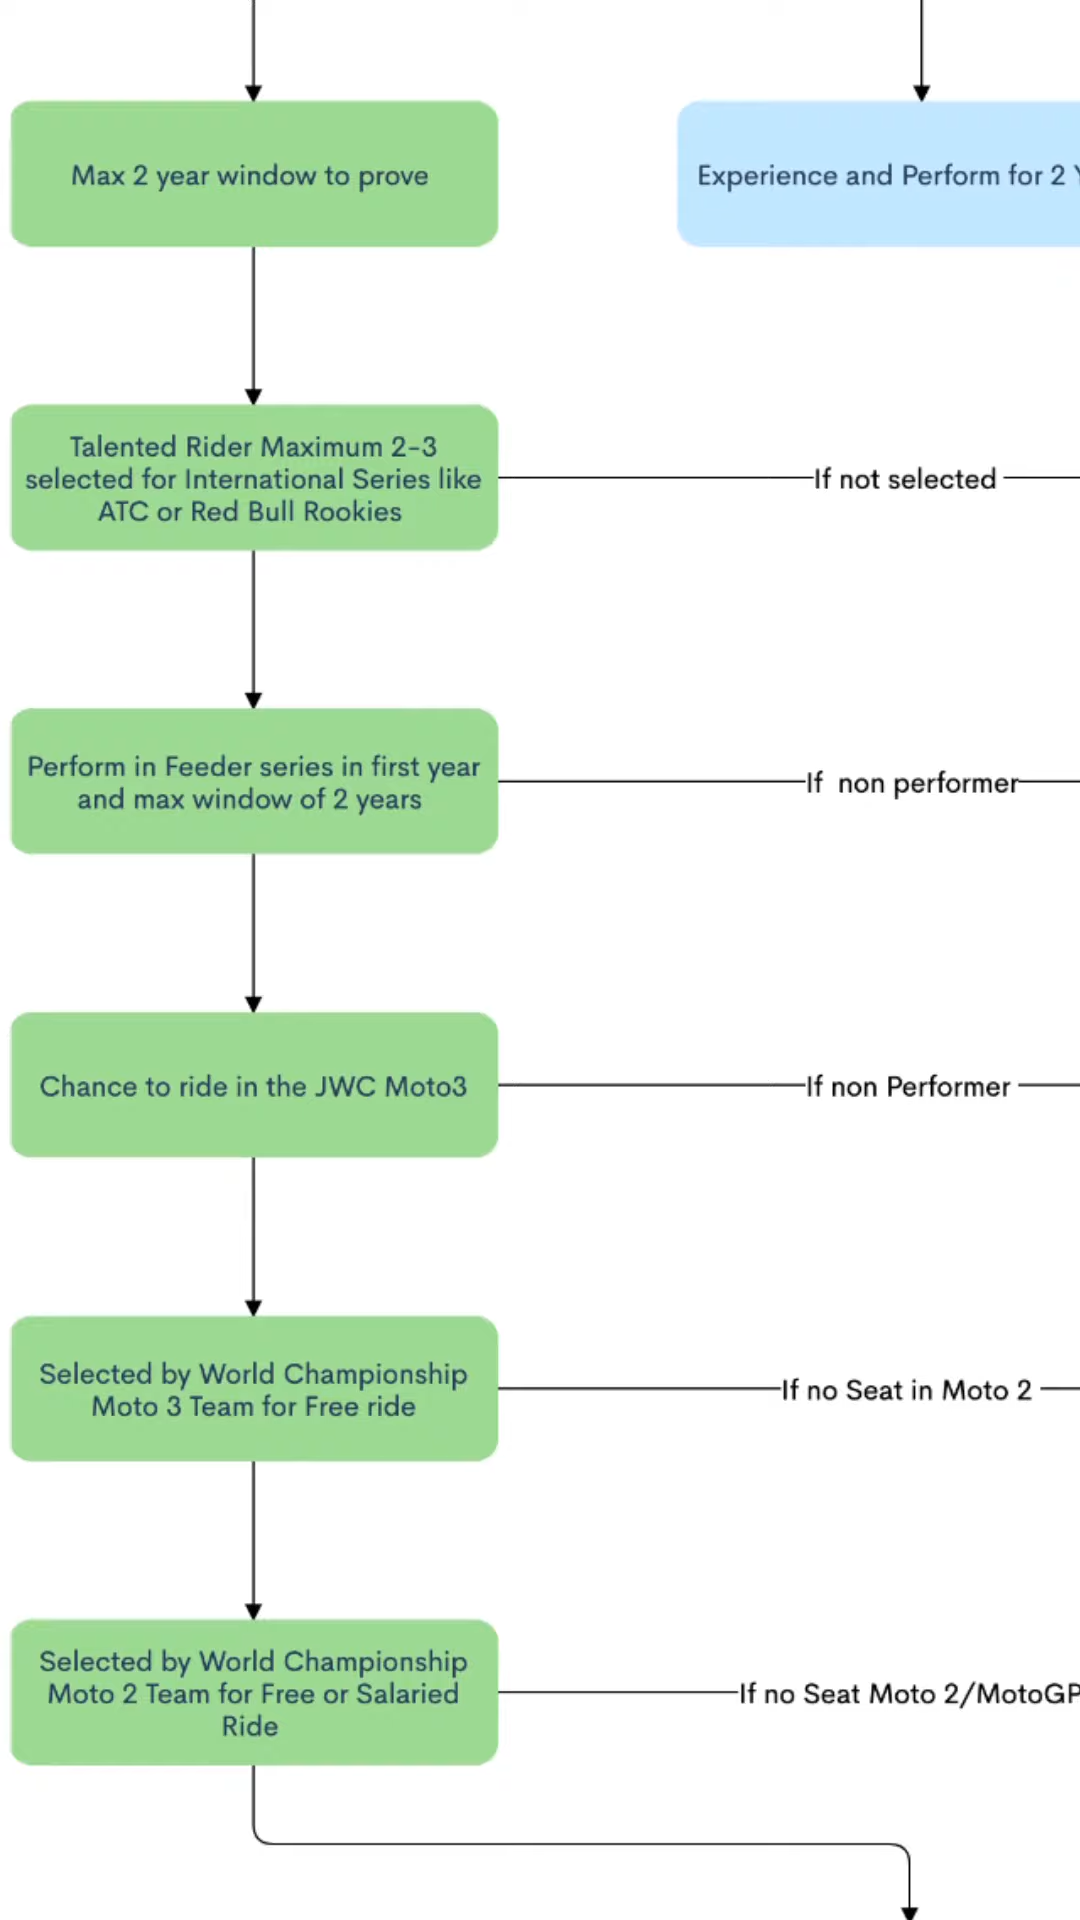 Max 2 year window to prove
Experience and Perform for 2
Talented Rider Maximum 2-3
selected for International Series like
ATC or Red Bull Rookies
If not selected
Perform in Feeder series in first year
and max window of 2 years
If  non performer
Chance to ride in the JWC Moto3
If non Performer
Selected by World Championship
Moto 3 Team for Free ride
If no Seat in Moto 2
Selected by World Championship
Moto 2 Team for Free or Salaried
Ride
If no Seat Moto 2/MotoGP